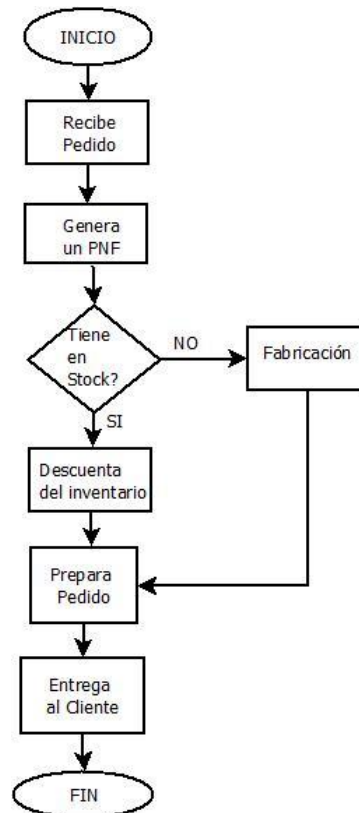 INICIO
Recibe
Pedido
Genera
un PNF
Tiene
en
Stock?
NO
Fabricación
SI
Descuenta
del inventario
Prepara
Pedido
Entrega
al Cliente
FIN